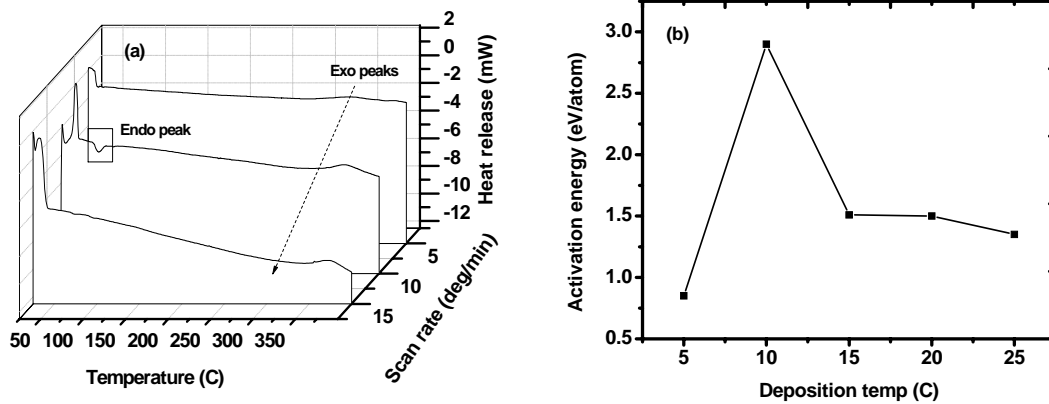 (a)
Exo peaks
Endo peak
2
0
-2
-4
-6
-8
-10
-12
Heat release (mW)
5
10
15
Scan rate (deg/min)
50 100 150 200 250 300 350
Temperature (C)
(b)
3.0
2.5
2.0
1.5
1.0
0.5
Activation energy (eV/atom)
5 10 15 20 25
Deposition temp (C)